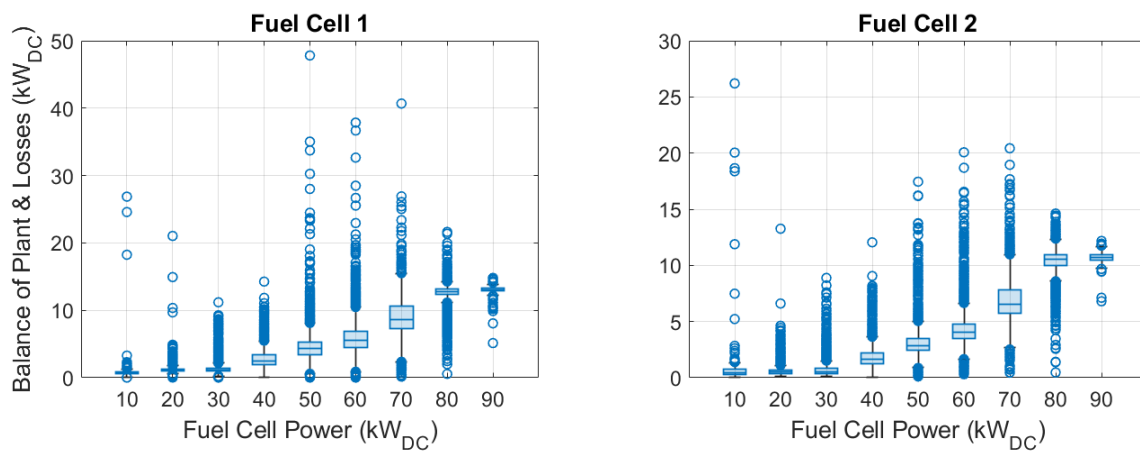 Fuel Cell 1
Balance of Plant & Losses (kW_DC)
50
40
30
20
10
0
10 20 30 40 50 60 70 80 90
Fuel Cell Power (kW_DC)
Fuel Cell 2
30
25
20
15
10
5
0
10 20 30 40 50 60 70 80 90
Fuel Cell Power (kW_DC)